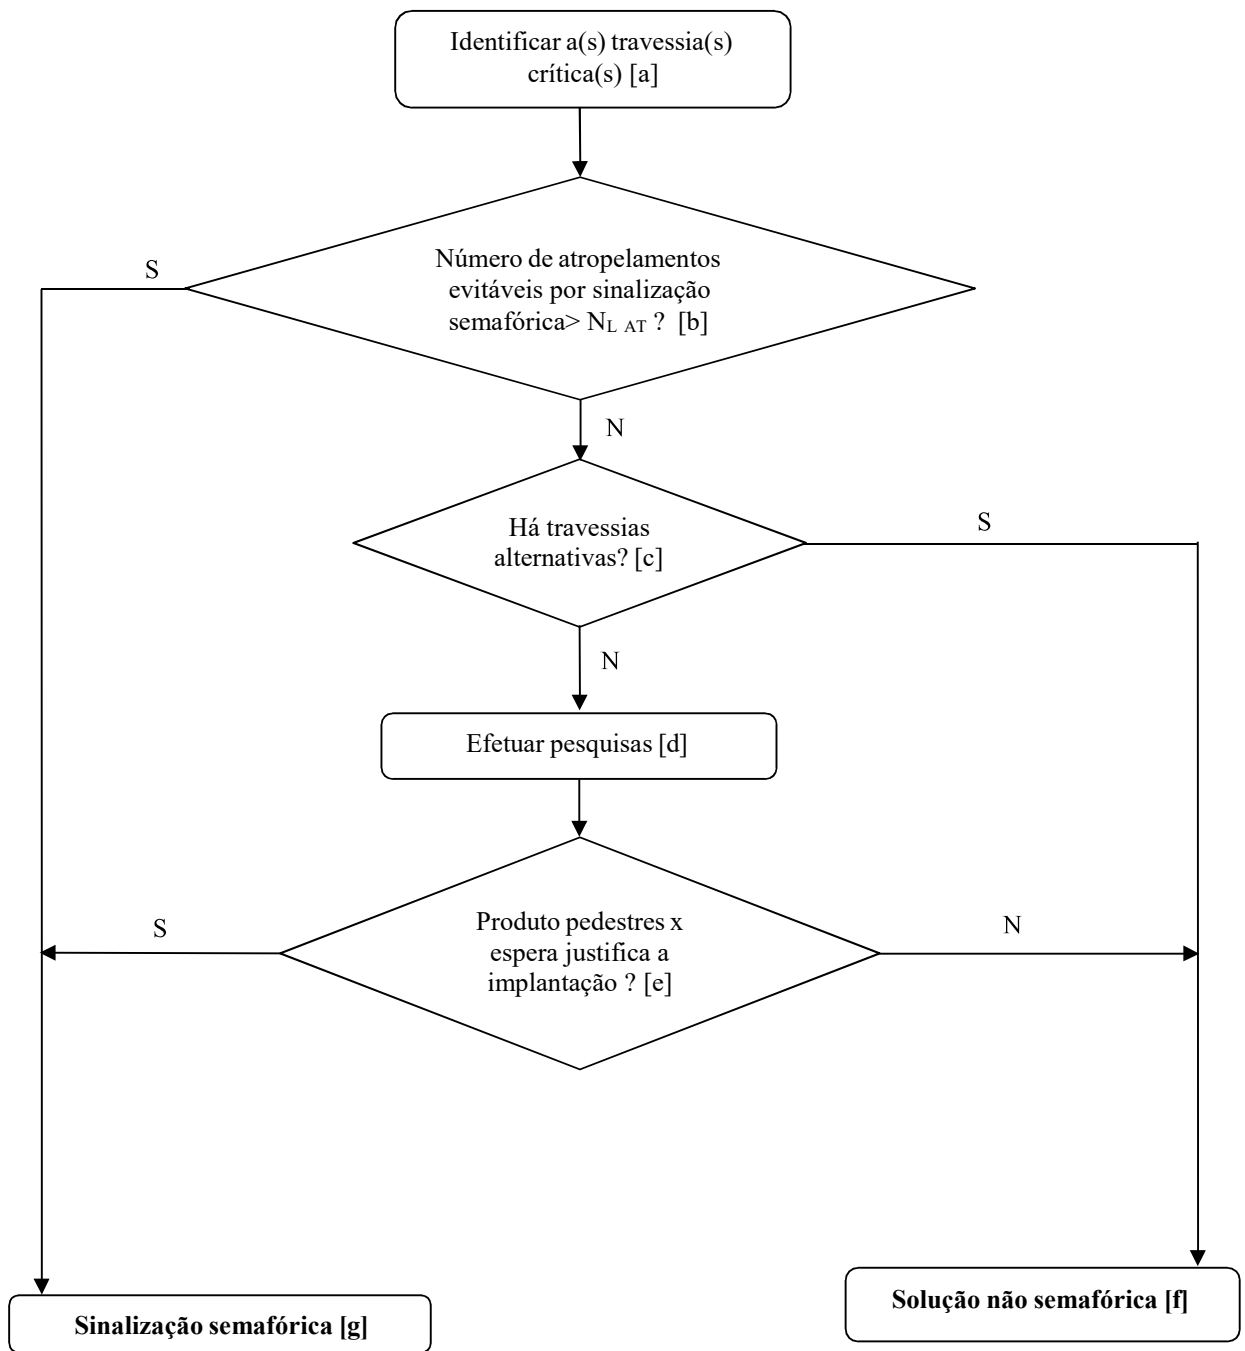 Identificar a(s) travessia(s)
crítica(s) [a]
S
Número de atropelamentos
evitáveis por sinalização
semafórica> NL AT ? [b]
N
Há travessias
alternativas? [c]
S
N
Efetuar pesquisas [d]
S
Produto pedestres x
espera justifica a
implantação ? [e]
N
Sinalização semafórica [g]
Solução não semafórica [f]